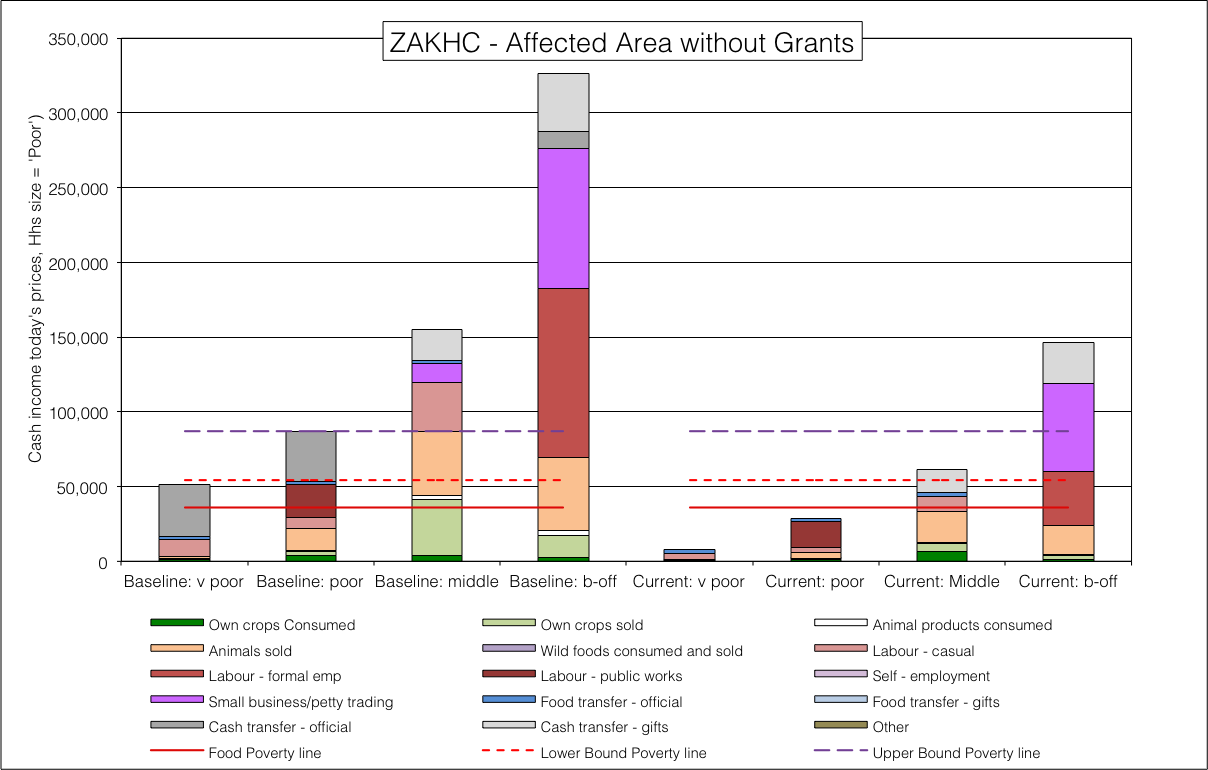 ZAKHC - Affected Area without Grants
Cash income today's prices, Hhs size = 'Poor')
350,000
300,000
250,000
200,000
150,000
100,000
50,000
0
Baseline: v poor Baseline: poor Baseline: middle Baseline: b-off Current: v poor Current: poor Current: Middle Current: b-off
Own crops Consumed Own crops sold Animal products consumed
Animals sold Wild foods consumed and sold Labour - casual
Labour - formal emp Labour - public works Self - employment
Small business/petty trading Food transfer - official Food transfer - gifts
Cash transfer - official Cash transfer - gifts Other
Food Poverty line Lower Bound Poverty line Upper Bound Poverty line